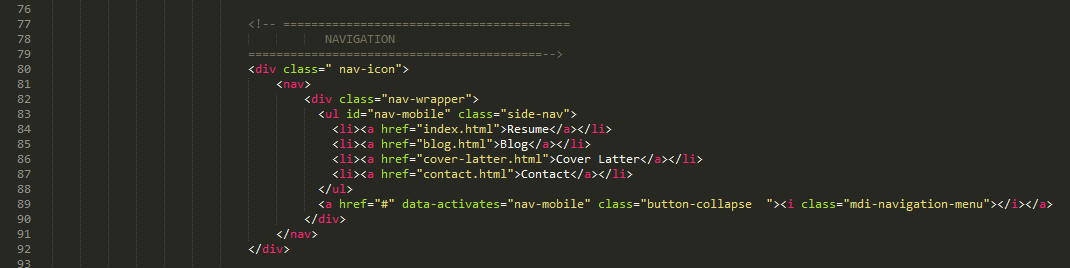 76
77 <!-- =========================================
78 NAVIGATION
79 ===========================================-->
80 <div class=" nav-icon">
81 <nav>
82 <div class="nav-wrapper">
83 <ul id="nav-mobile" class="side-nav">
84 <li><a href="index.html">Resume</a></li>
85 <li><a href="blog.html">Blog</a></li>
86 <li><a href="cover-latter.html">Cover Latter</a></li>
87 <li><a href="contact.html">Contact</a></li>
88 </ul>
89 <a href="#" data-activates="nav-mobile" class="button-collapse  "><i class="mdi-navigation-menu"></i></a>
90 </div>
91 </nav>
92 </div>
93